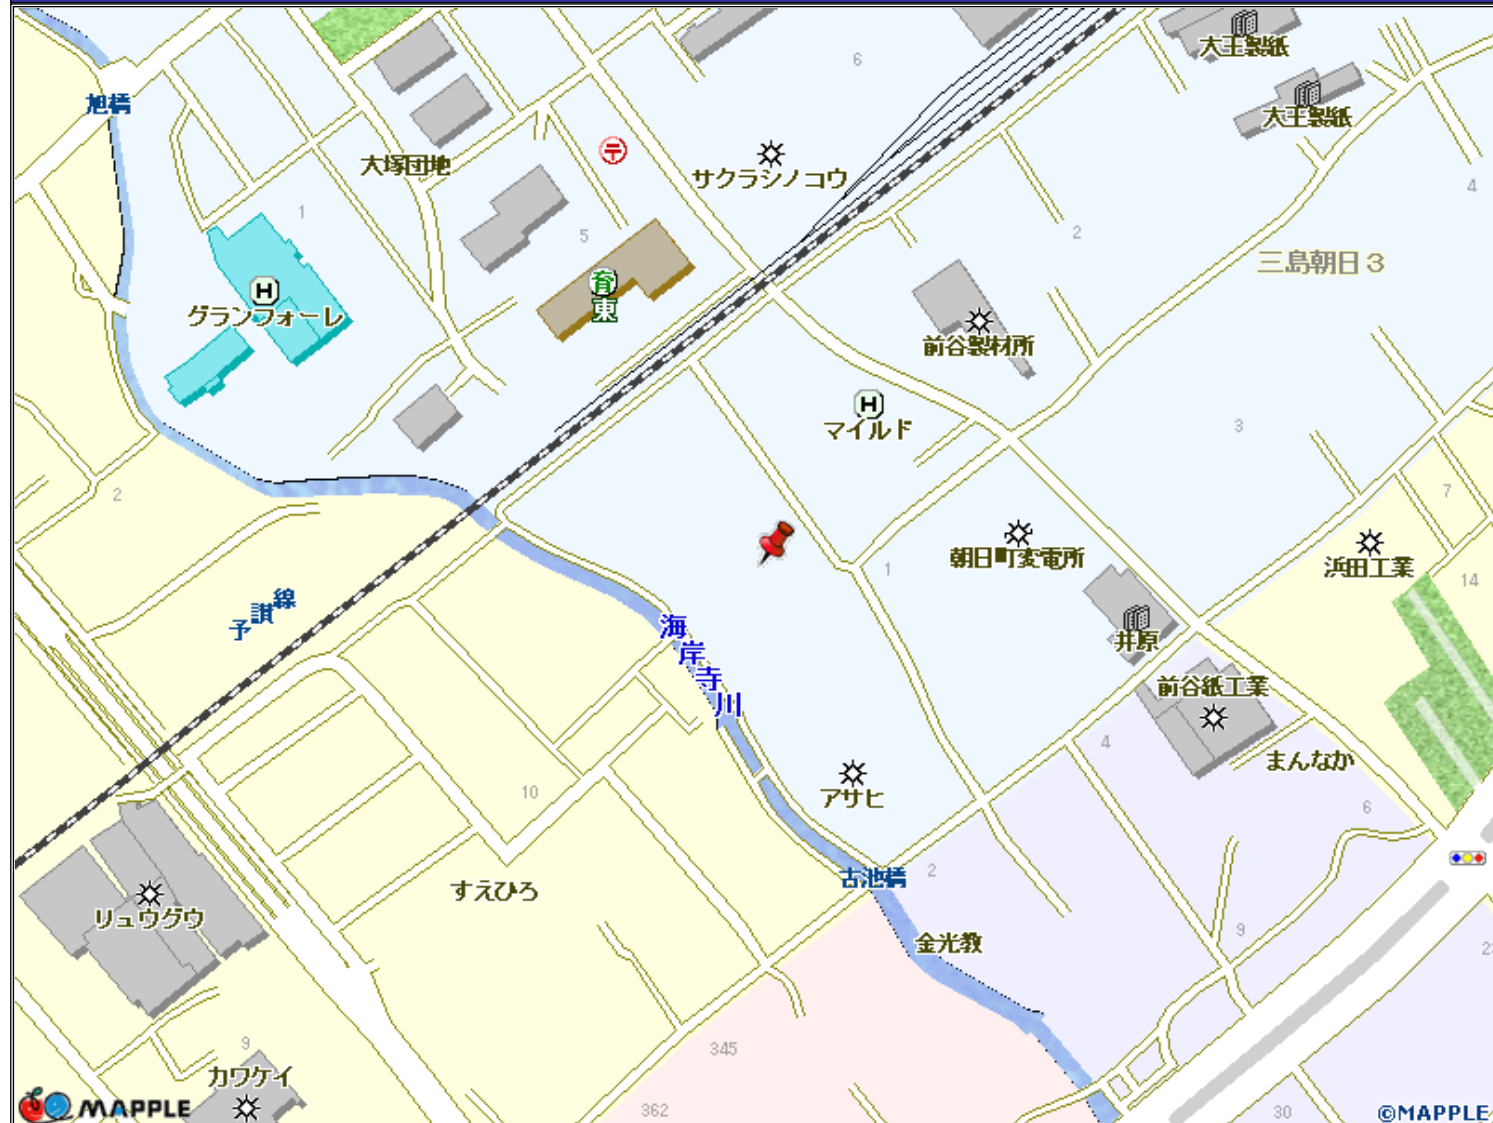 大王製紙
6
旭橋
大王製紙
大塚団地
〒
サクラシノコウ
4
1
5
2
三島朝日3
H
グランフォーレ
育
東
前谷製材所
H
マイルド
3
2
7
朝日町変電所
1
浜田工業
14
予讃線
海岸寺川
井原
前谷紙工業
4
まんなか
10
アサヒ
6
すえひろ
古池橋
2
リュウグウ
9
金光教
9
345
カワケイ
362
30
MAPPLE
©MAPPLE